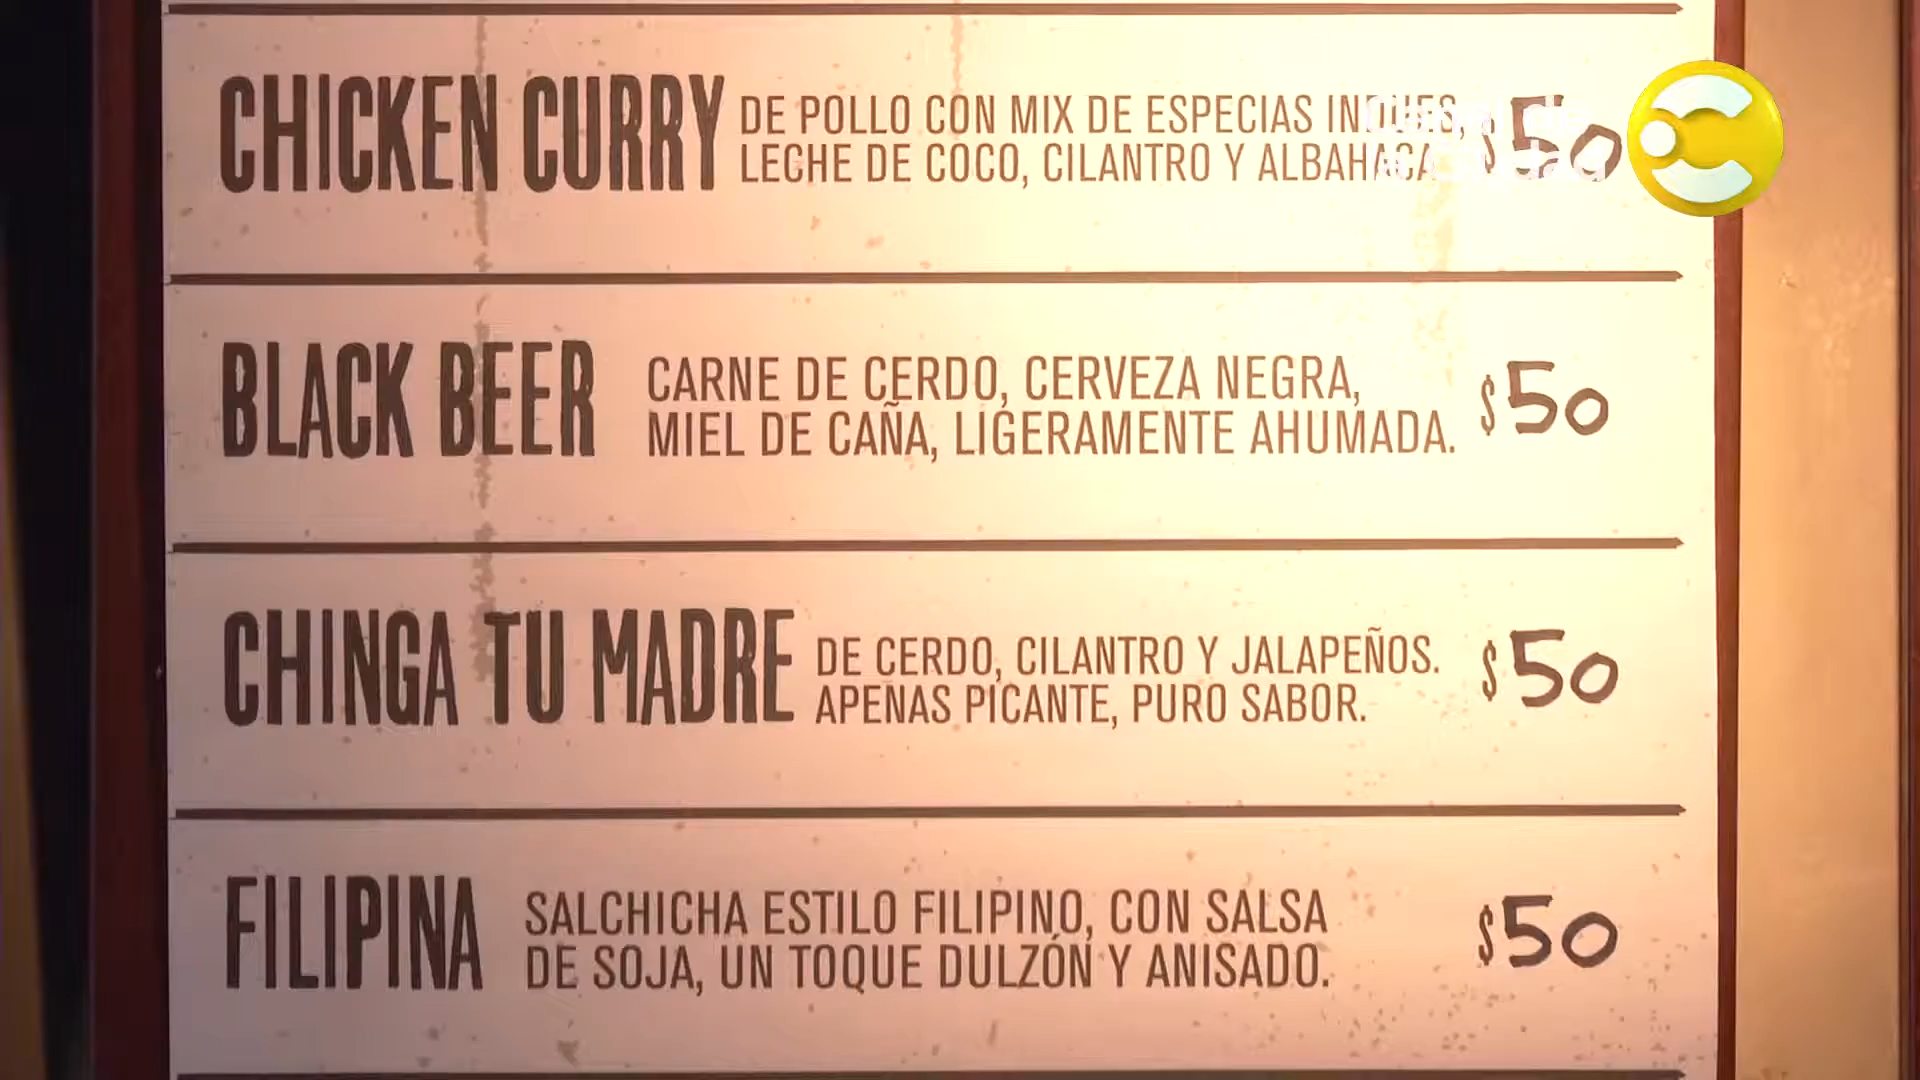 CHICKEN CURRY
DE POLLO CON MIX DE ESPECIAS
LECHE DE COCO, CILANTRO Y ALBAHACA
$50
BLACK BEER
CARNE DE CERDO, CERVEZA NEGRA,
MIEL DE CAÑA, LIGERAMENTE AHUMADA.
$50
CHINGA TU MADRE
DE CERDO, CILANTRO Y JALAPEÑOS.
APENAS PICANTE, PURO SABOR.
$50
FILIPINA
SALCHICHA ESTILO FILIPINO, CON SALSA
DE SOJA, UN TOQUE DULZÓN Y ANISADO.
$50